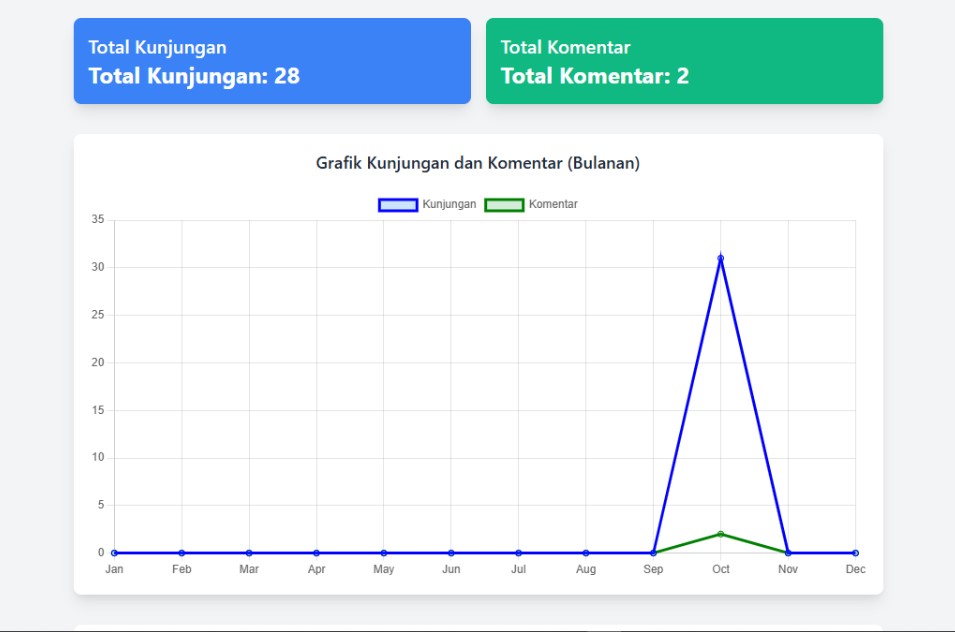 Total Kunjungan
Total Kunjungan: 28
Total Komentar
Total Komentar: 2
Grafik Kunjungan dan Komentar (Bulanan)
Kunjungan Komentar
35
30
25
20
15
10
5
0
Jan Feb Mar Apr May Jun Jul Aug Sep Oct Nov Dec